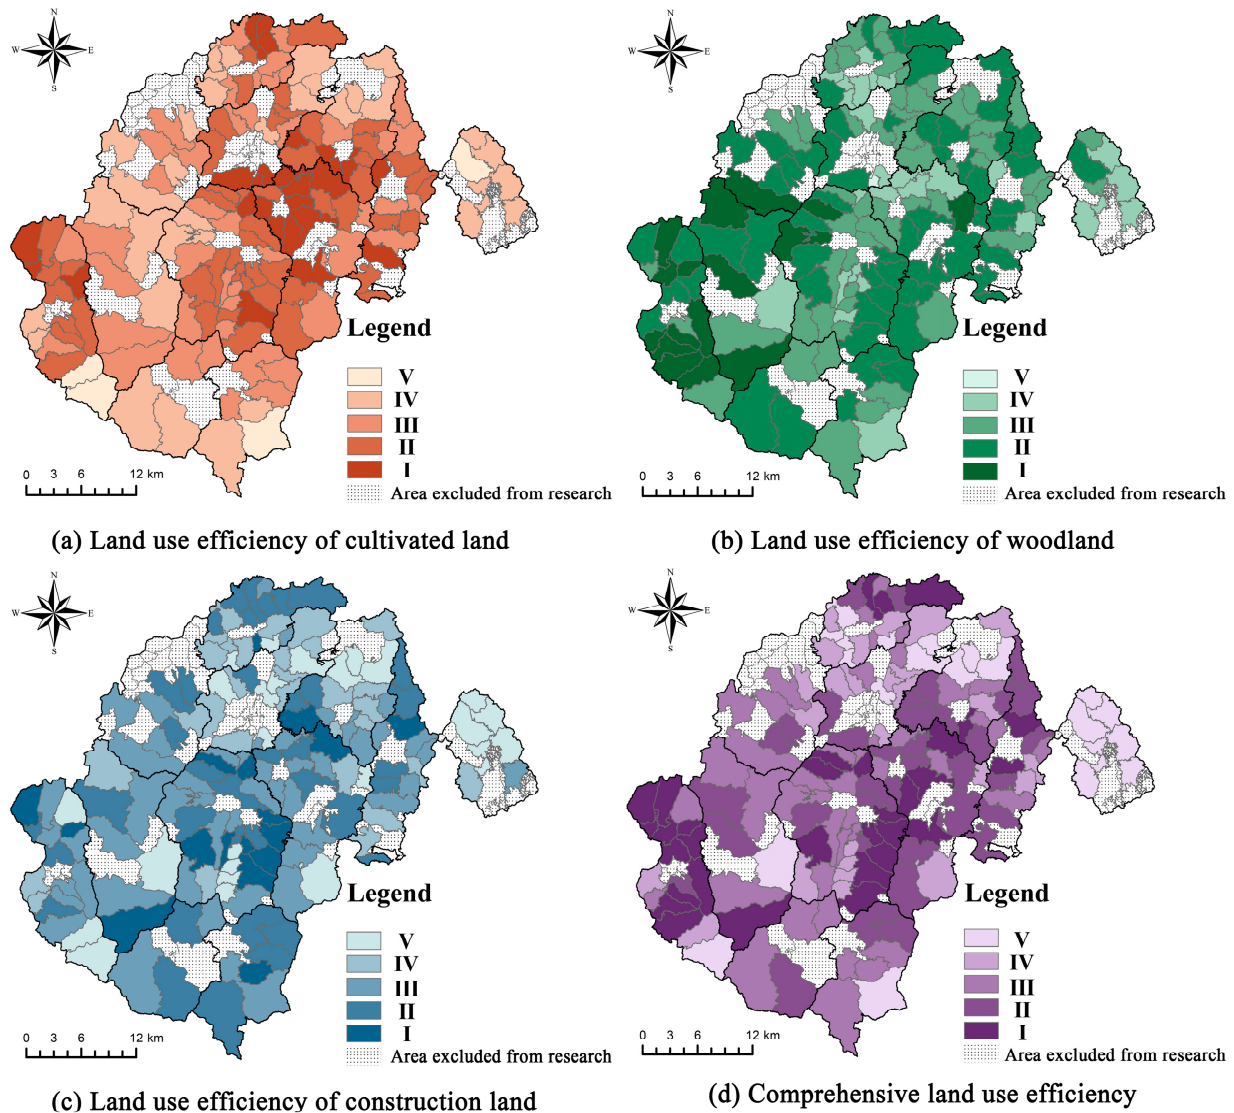 N
W E
S
Legend
V
IV
III
II
I
Area excluded from research
0 3 6 12 km
(a) Land use efficiency of cultivated land
N
W E
S
Legend
V
IV
III
II
I
Area excluded from research
0 3 6 12 km
(b) Land use efficiency of woodland
N
W E
S
Legend
V
IV
III
II
I
Area excluded from research
0 3 6 12 km
(c) Land use efficiency of construction land
N
W E
S
Legend
V
IV
III
II
I
Area excluded from research
0 3 6 12 km
(d) Comprehensive land use efficiency